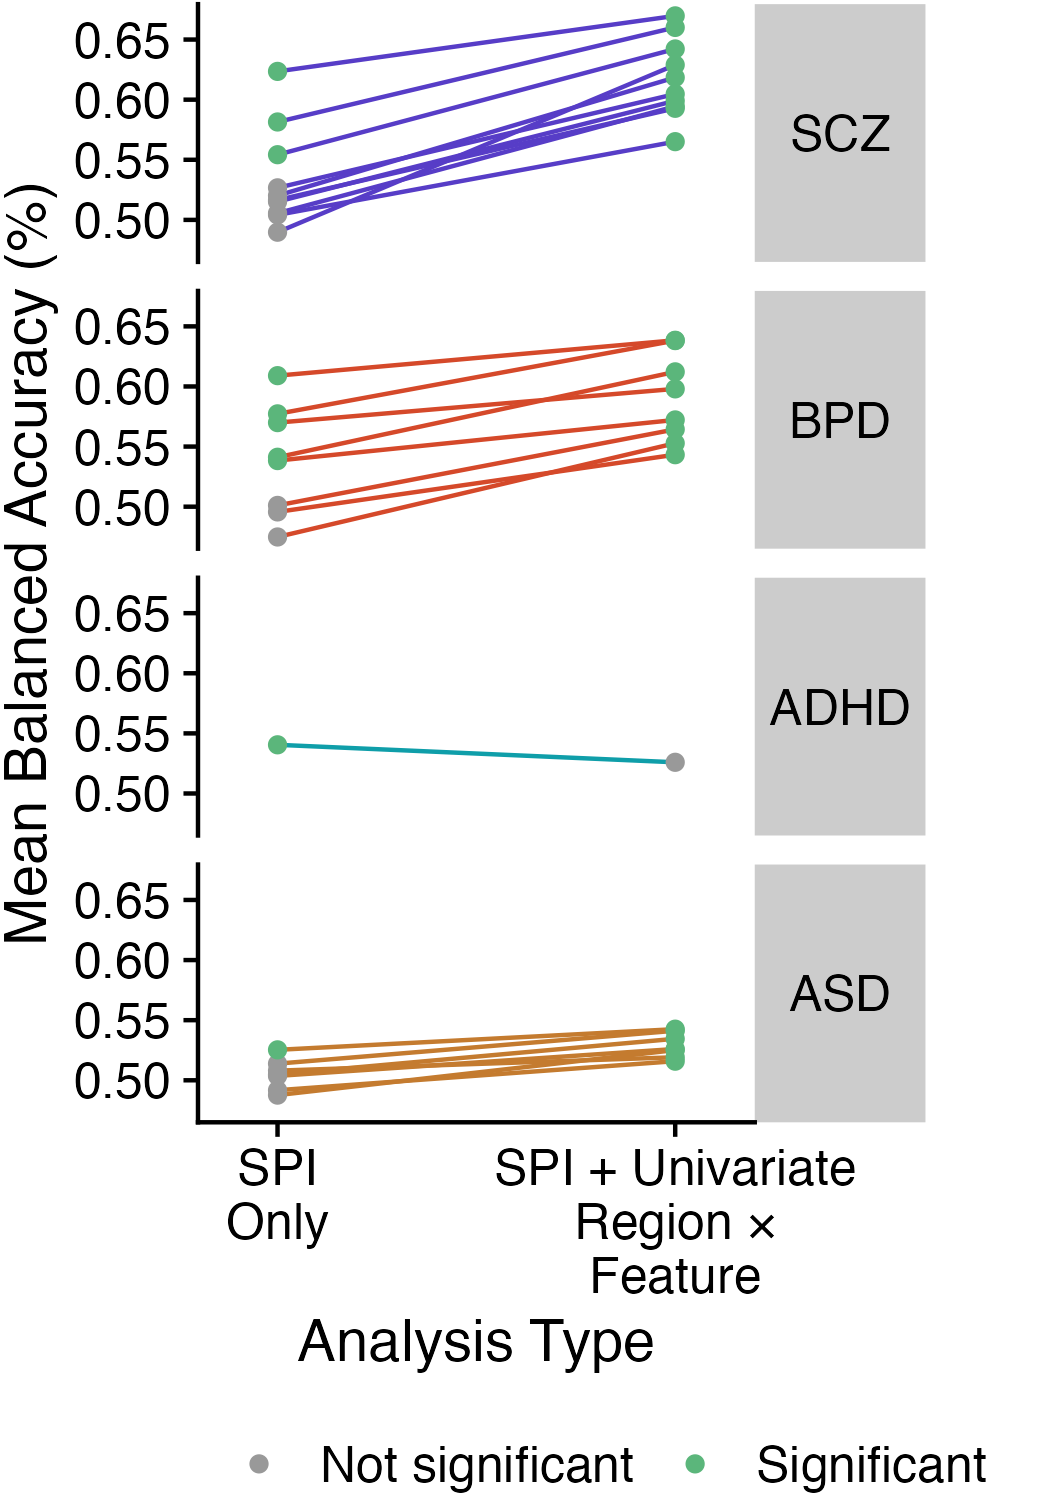 Mean Balanced Accuracy (%)
0.65
0.60
0.55
0.50
SCZ
0.65
0.60
0.55
0.50
BPD
0.65
0.60
0.55
0.50
ADHD
0.65
0.60
0.55
0.50
ASD
SPI
Only
SPI + Univariate
Region ×
Feature
Analysis Type
Not significant
Significant